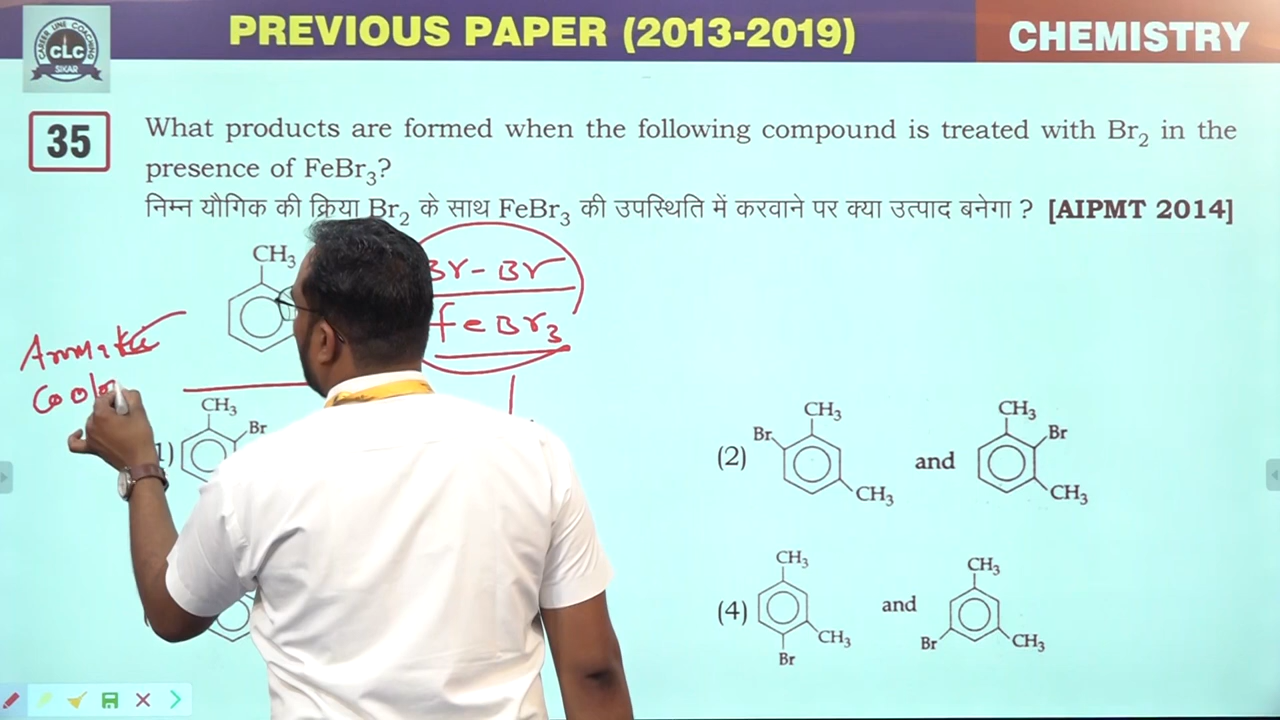 CAREER LINE COACHING
CLC
SIKAR
PREVIOUS PAPER (2013-2019)
CHEMISTRY
35
What products are formed when the following compound is treated with Br₂ in the
presence of FeBr₃?
निम्न यौगिक की क्रिया Br₂ के साथ FeBr₃ की उपस्थिति में करवाने पर क्या उत्पाद बनेगा ? [AIPMT 2014]
CH₃
Br-Br
FeBr₃
CH₃
Br
1)
(2)
CH₃
Br
CH₃
and
CH₃
Br
CH₃
(4)
CH₃
CH₃
Br
and
CH₃
Br
CH₃